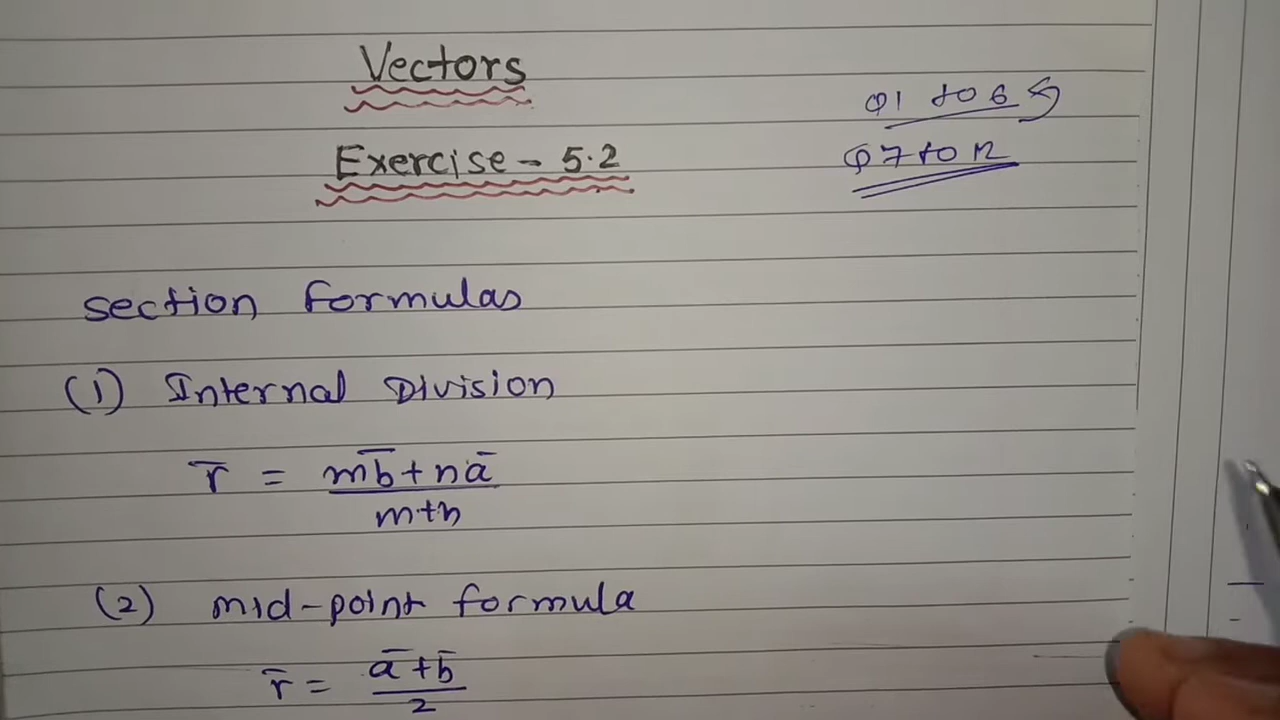 Vectors
Q1 to 6
Exercise - 5.2
Q7 to 12
section formulas
(1) Internal Division
r̅ = mb̅ + na̅
m+n
(2) mid-point formula
r̅ = a̅ + b̅
2